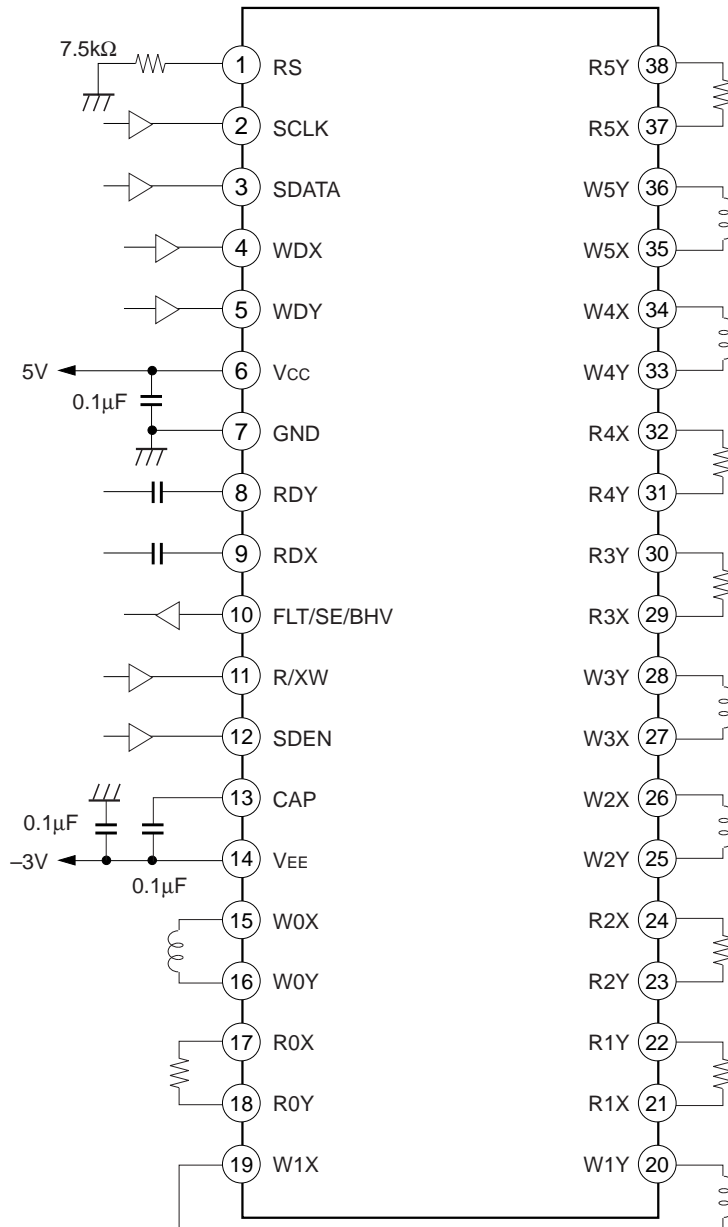 7.5kΩ
1 RS
2 SCLK
3 SDATA
4 WDX
5 WDY
5V
6 VCC
0.1μF
7 GND
8 RDY
9 RDX
10 FLT/SE/BHV
11 R/XW
12 SDEN
13 CAP
0.1μF
–3V
14 VEE
0.1μF
15 W0X
16 W0Y
17 R0X
18 R0Y
19 W1X
R5Y 38
R5X 37
W5Y 36
W5X 35
W4X 34
W4Y 33
R4X 32
R4Y 31
R3Y 30
R3X 29
W3Y 28
W3X 27
W2X 26
W2Y 25
R2X 24
R2Y 23
R1Y 22
R1X 21
W1Y 20